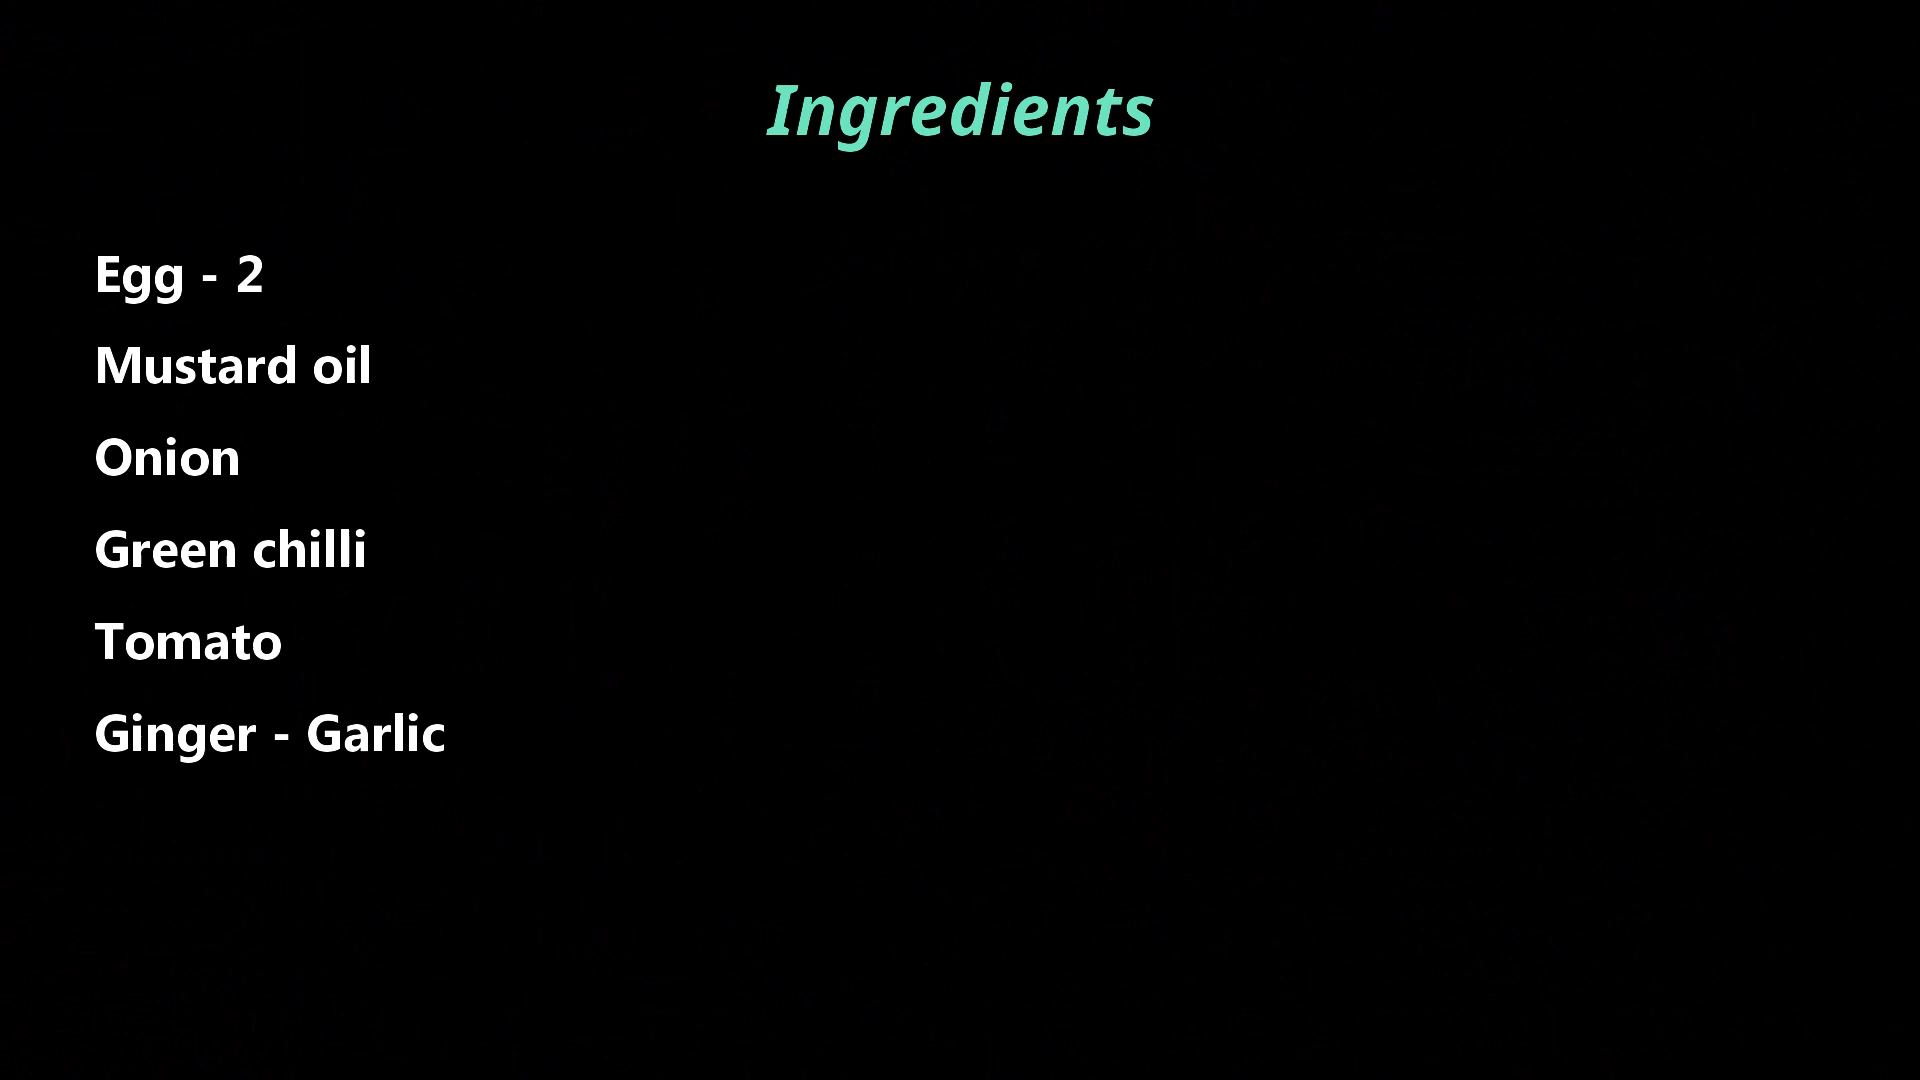 Ingredients
Egg - 2
Mustard oil
Onion
Green chilli
Tomato
Ginger - Garlic